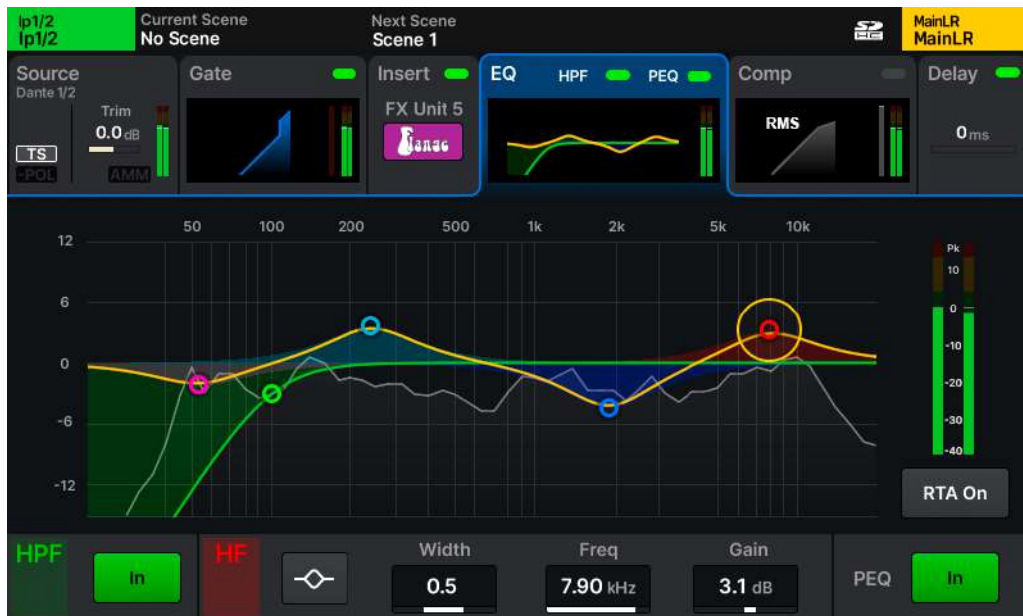 Ip1/2
Ip1/2
Current Scene
No Scene
Next Scene
Scene 1
MainLR
MainLR
Source
Dante 1/2
Trim
0.0 dB
TS
-POL
AMM
Gate
Insert
FX Unit 5
flange
EQ
HPF
PEQ
Comp
RMS
Delay
0 ms
50 100 200 500 1k 2k 5k 10k
12
6
0
-6
-12
Pk
10
0
-10
-20
-30
-40
RTA On
HPF
In
HF
Width
0.5
Freq
7.90 kHz
Gain
3.1 dB
PEQ
In